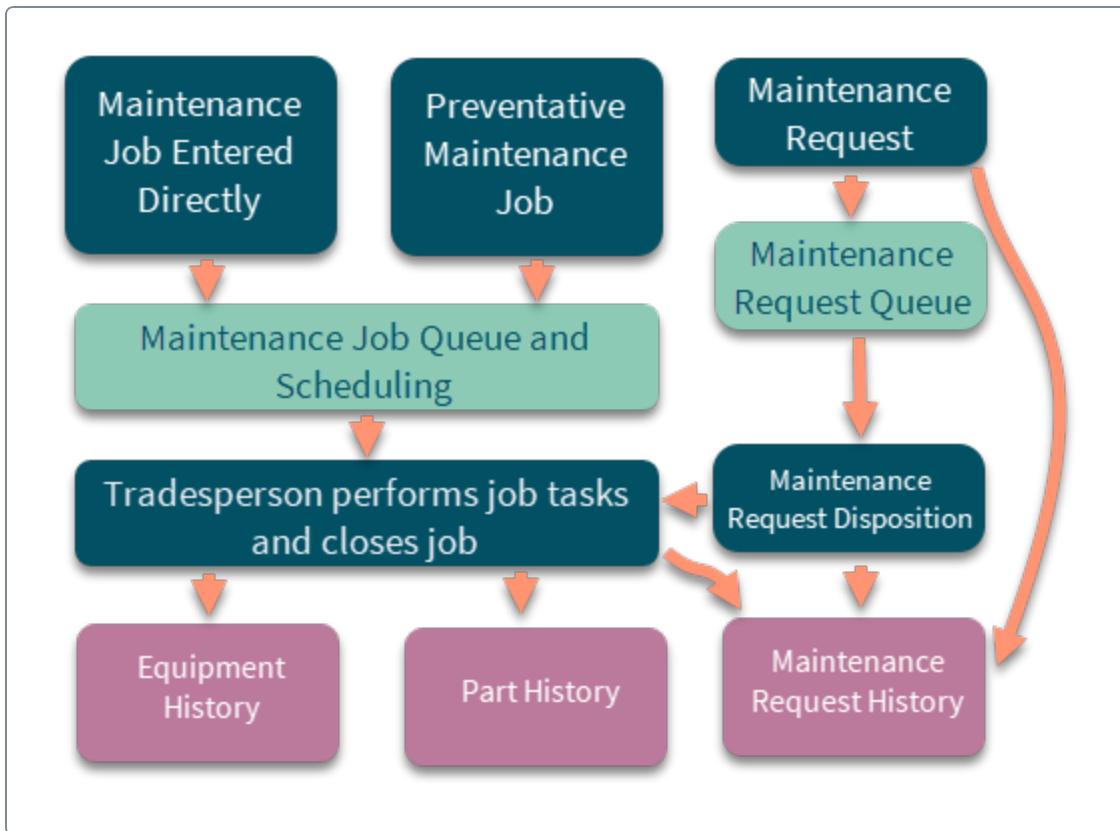 Maintenance
Job Entered
Directly
Preventative
Maintenance
Job
Maintenance
Request
Maintenance
Request Queue
Maintenance Job Queue and
Scheduling
Tradesperson performs job tasks
and closes job
Maintenance
Request Disposition
Equipment
History
Part History
Maintenance
Request History